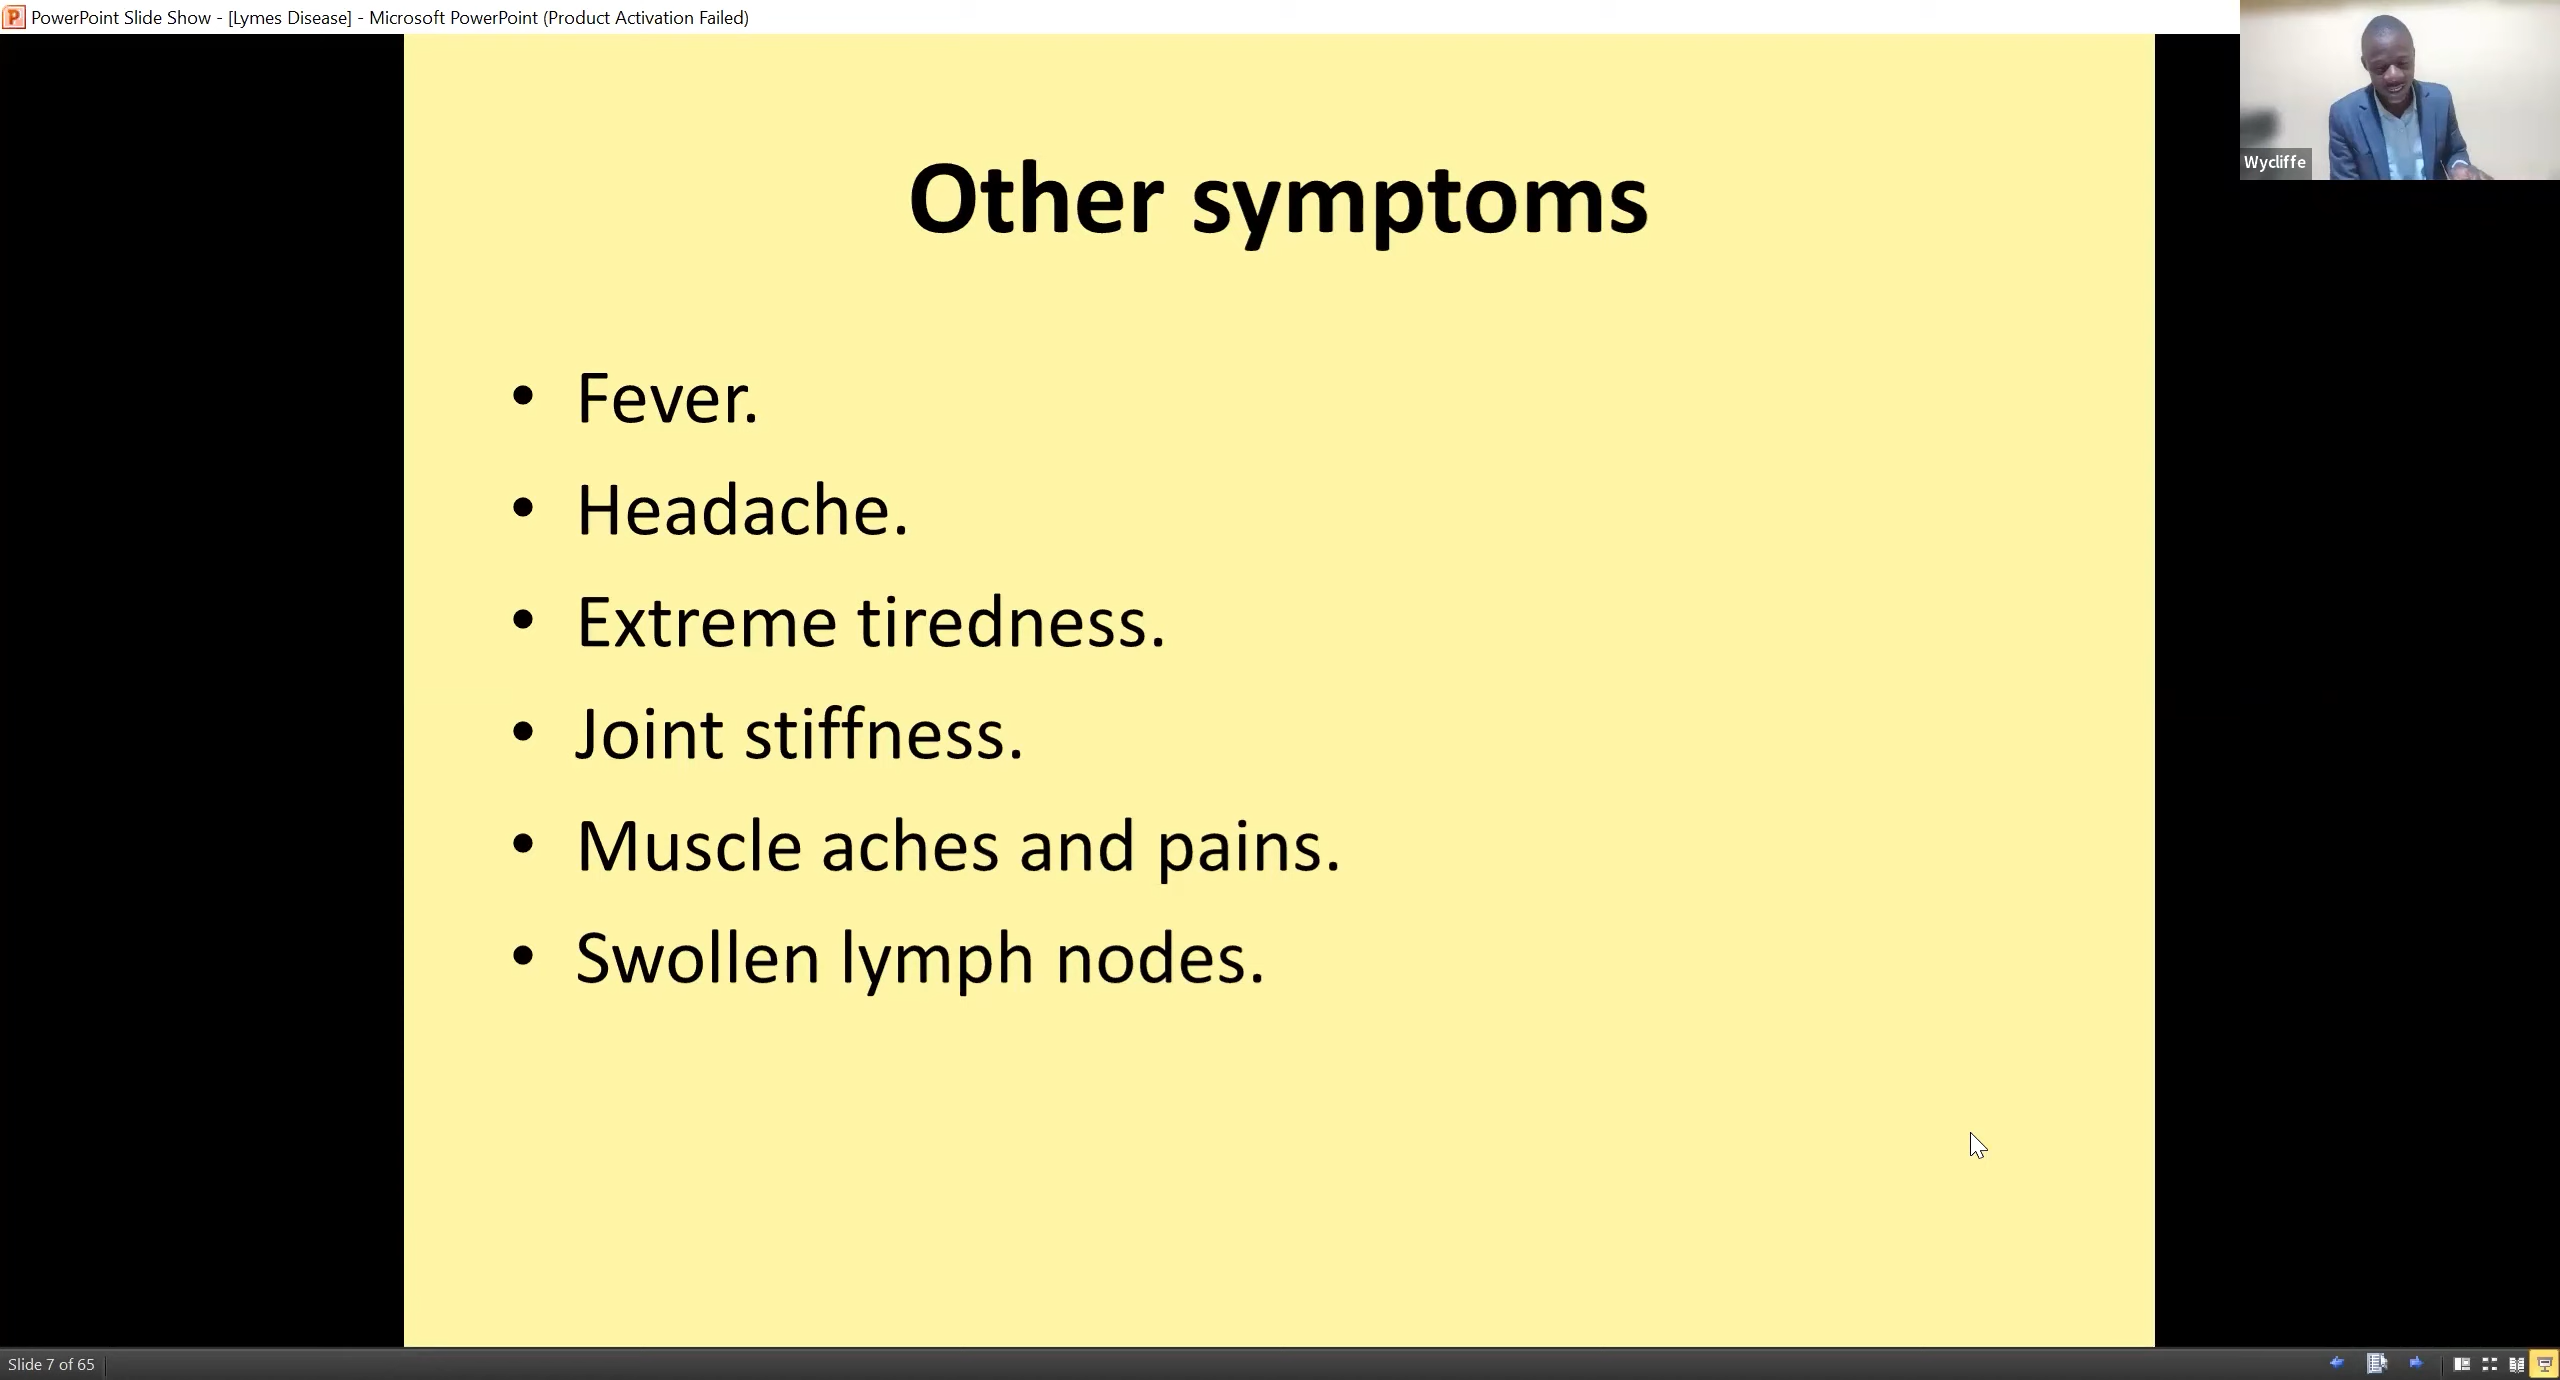 PowerPoint Slide Show - [Lymes Disease] - Microsoft PowerPoint (Product Activation Failed)
Wycliffe
Other symptoms
• Fever.
• Headache.
• Extreme tiredness.
• Joint stiffness.
• Muscle aches and pains.
• Swollen lymph nodes.
Slide 7 of 65